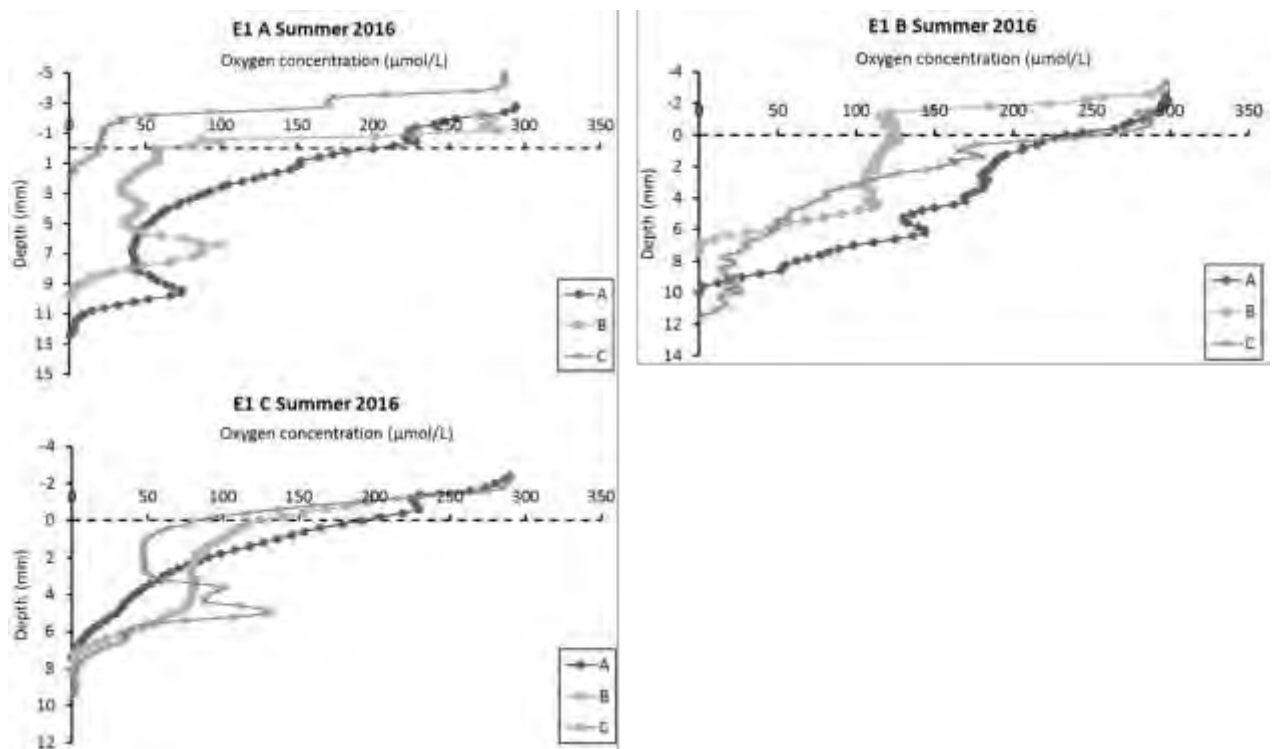 E1 A Summer 2016
Oxygen concentration (µmol/L)
-5
-3
-1
1
3
5
7
9
11
13
15
0 50 100 150 200 250 300 350
Depth (mm)
A
B
C
E1 B Summer 2016
Oxygen concentration (µmol/L)
-4
-2
0
2
4
6
8
10
12
14
0 50 100 150 200 250 300 350
Depth (mm)
A
B
C
E1 C Summer 2016
Oxygen concentration (µmol/L)
-4
-2
0
2
4
6
8
10
12
0 50 100 150 200 250 300 350
Depth (mm)
A
B
C